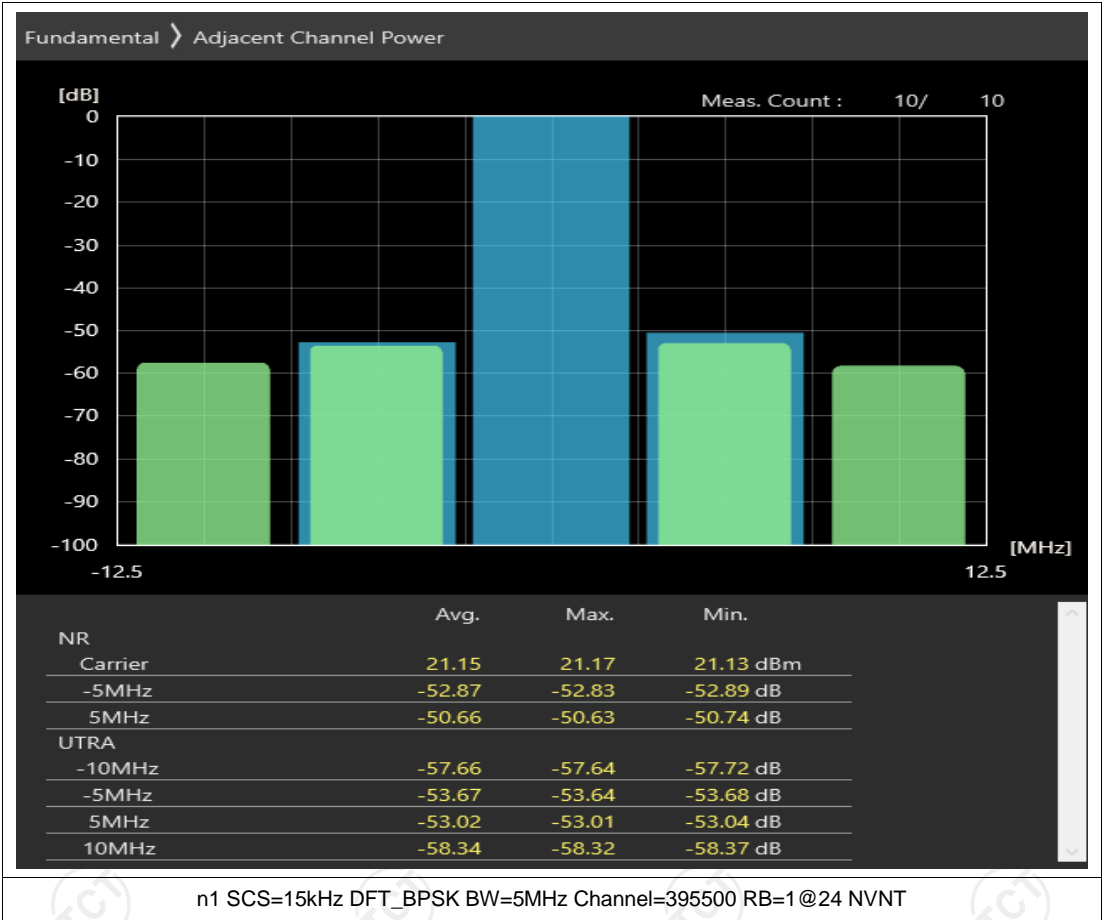 Fundamental ❯ Adjacent Channel Power
[dB]
Meas. Count : 10/ 10
0
-10
-20
-30
-40
-50
-60
-70
-80
-90
-100
[MHz]
-12.5 12.5
Avg. Max. Min.
NR
Carrier 21.15 21.17 21.13 dBm
-5MHz -52.87 -52.83 -52.89 dB
5MHz -50.66 -50.63 -50.74 dB
UTRA
-10MHz -57.66 -57.64 -57.72 dB
-5MHz -53.67 -53.64 -53.68 dB
5MHz -53.02 -53.01 -53.04 dB
10MHz -58.34 -58.32 -58.37 dB
n1 SCS=15kHz DFT_BPSK BW=5MHz Channel=395500 RB=1@24 NVNT
TCT TCT TCT TCT